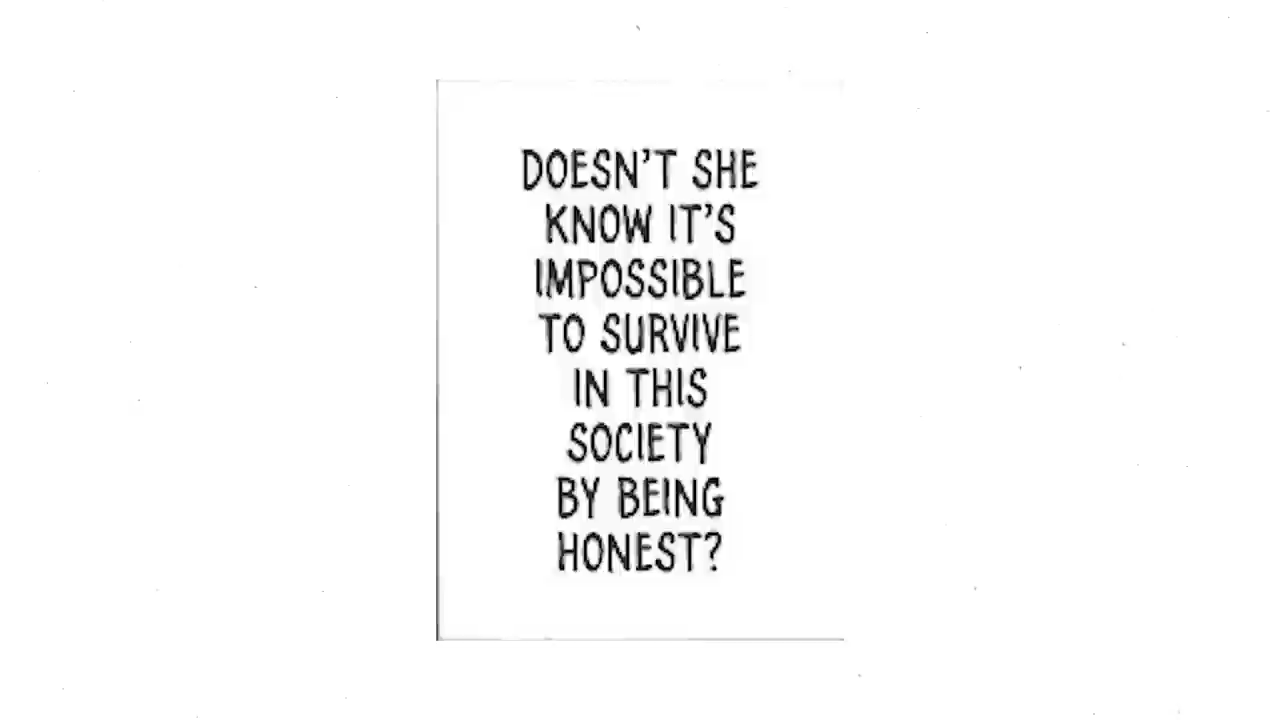 DOESN'T SHE
KNOW IT'S
IMPOSSIBLE
TO SURVIVE
IN THIS
SOCIETY
BY BEING
HONEST?